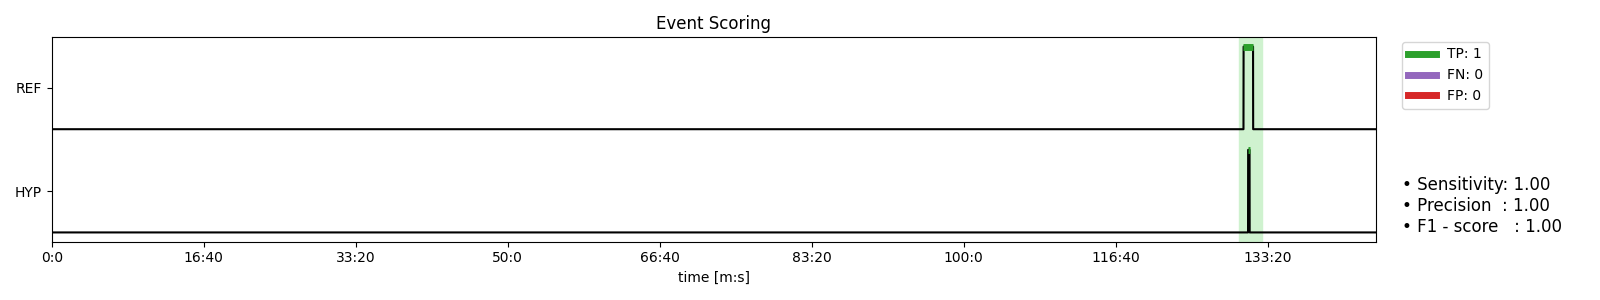 Event Scoring
REF
HYP
0:0
16:40
33:20
50:0
66:40
83:20
100:0
116:40
133:20
time [m:s]
TP: 1
FN: 0
FP: 0
• Sensitivity: 1.00
• Precision  : 1.00
• F1 - score   : 1.00